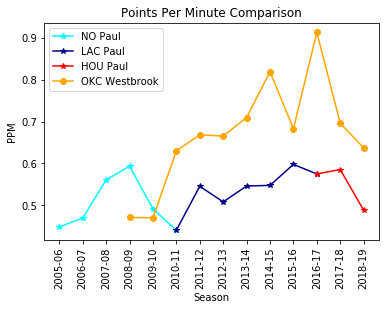 Points Per Minute Comparison
NO Paul
LAC Paul
HOU Paul
OKC Westbrook
PPM
0.9
0.8
0.7
0.6
0.5
2005-06
2006-07
2007-08
2008-09
2009-10
2010-11
2011-12
2012-13
2013-14
2014-15
2015-16
2016-17
2017-18
2018-19
Season